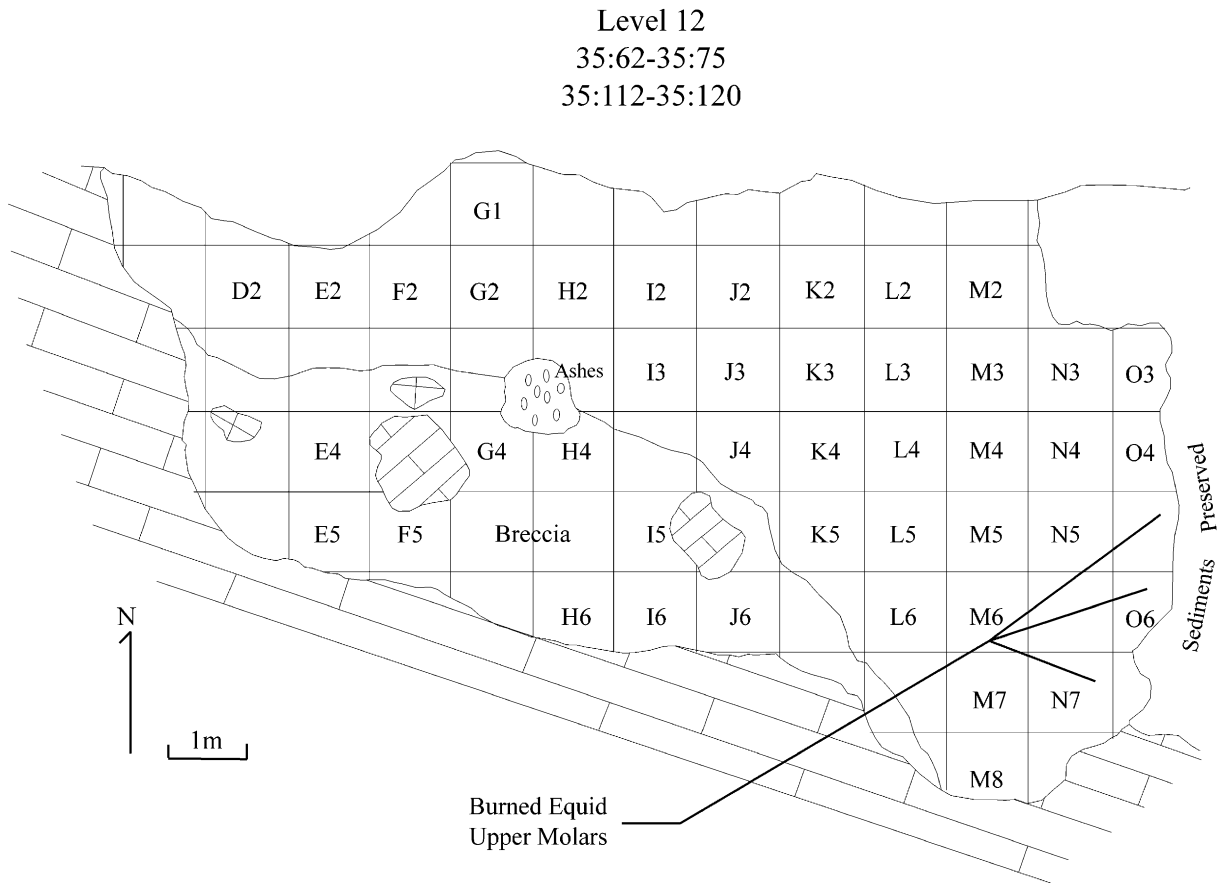 Level 12
35:62-35:75
35:112-35:120
G1
D2 E2 F2 G2 H2 I2 J2 K2 L2 M2
Ashes I3 J3 K3 L3 M3 N3 O3
E4 G4 H4 J4 K4 L4 M4 N4 O4
E5 F5 Breccia I5 K5 L5 M5 N5
Sediments Preserved
H6 I6 J6 L6 M6 O6
N
M7 N7
1m
M8
Burned Equid
Upper Molars